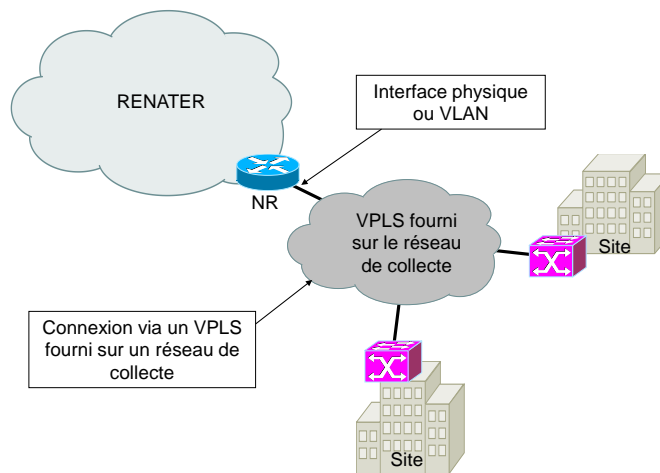 RENATER
Interface physique
ou VLAN
NR
VPLS fourni
sur le réseau
de collecte
Site
Connexion via un VPLS
fourni sur un réseau de
collecte
Site